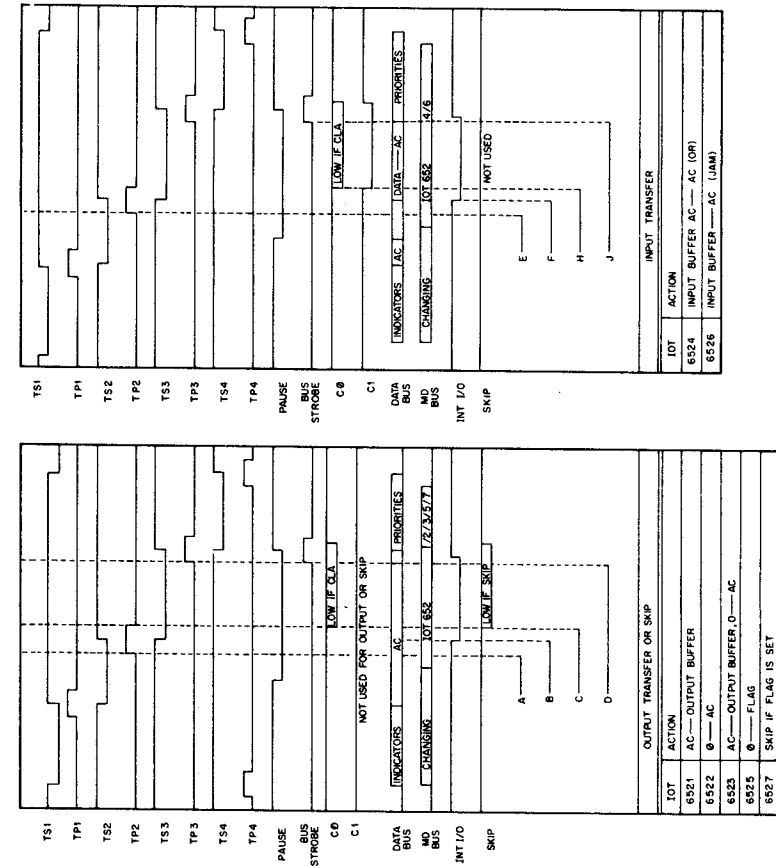 TS1
TP1
TS2
TP2
TS3
TP3
TS4
TP4
PAUSE
BUS
STROBE
C0
C1
DATA
BUS
MD
BUS
INT I/O
SKIP
LOW IF CLA
NOT USED FOR OUTPUT OR SKIP
INDICATORS
AC
PRIORITIES
CHANGING
IOT 652
1/2/3/5/7
LOW IF SKIP
A
B
C
D
OUTPUT TRANSFER OR SKIP
IOT ACTION
6521 AC — OUTPUT BUFFER
6522 0 — AC
6523 AC — OUTPUT BUFFER, 0 — AC
6525 0 — FLAG
6527 SKIP IF FLAG IS SET
TS1
TP1
TS2
TP2
TS3
TP3
TS4
TP4
PAUSE
BUS
STROBE
C0
C1
DATA
BUS
MD
BUS
INT I/O
SKIP
LOW IF CLA
INDICATORS
AC
DATA — AC
PRIORITIES
CHANGING
IOT 652
4/6
NOT USED
E
F
H
J
INPUT TRANSFER
IOT ACTION
6524 INPUT BUFFER AC — AC (OR)
6526 INPUT BUFFER — AC (JAM)